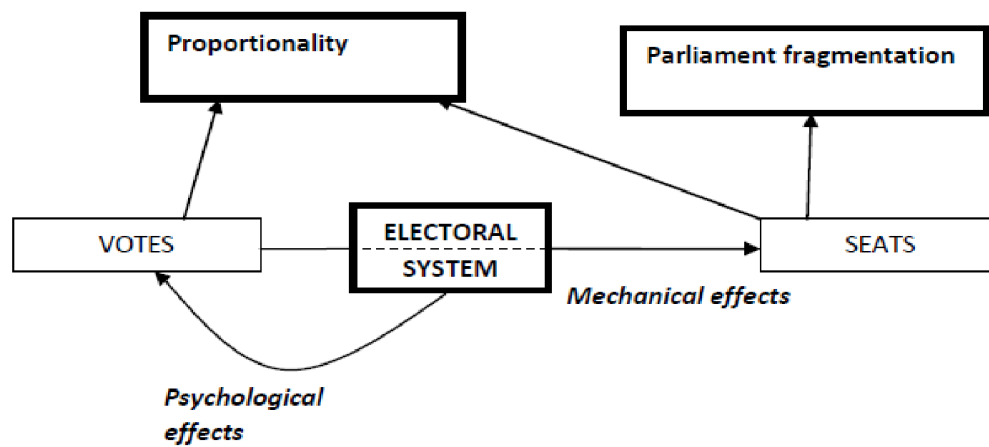 Proportionality
Parliament fragmentation
VOTES
ELECTORAL
SYSTEM
SEATS
Mechanical effects
Psychological
effects